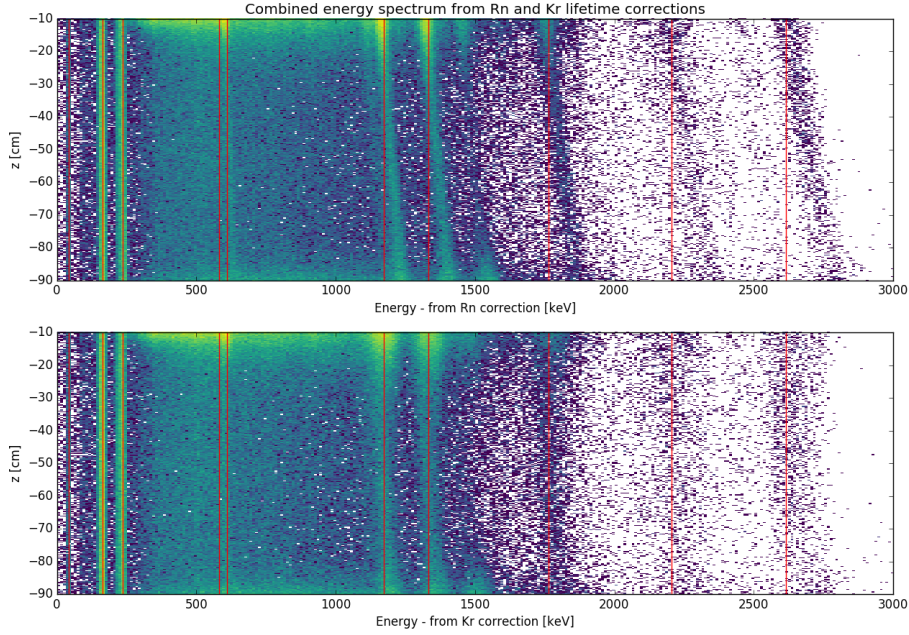 Combined energy spectrum from Rn and Kr lifetime corrections
−10
−20
−30
−40
−50
−60
−70
−80
−90
z [cm]
0 500 1000 1500 2000 2500 3000
Energy - from Rn correction [keV]
−10
−20
−30
−40
−50
−60
−70
−80
−90
z [cm]
0 500 1000 1500 2000 2500 3000
Energy - from Kr correction [keV]